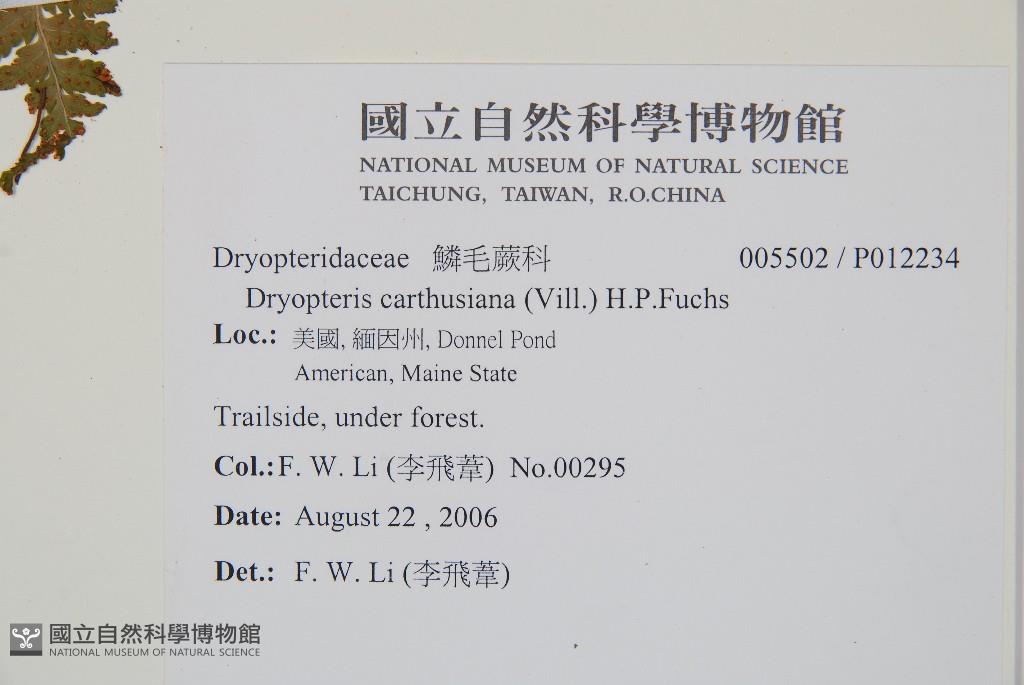 國立自然科學博物館
NATIONAL MUSEUM OF NATURAL SCIENCE
TAICHUNG, TAIWAN, R.O.CHINA
Dryopteridaceae 鱗毛蕨科 005502 / P012234
Dryopteris carthusiana (Vill.) H.P.Fuchs
Loc.: 美國, 緬因州, Donnel Pond
American, Maine State
Trailside, under forest.
Col.:F. W. Li (李飛葦) No.00295
Date: August 22 , 2006
Det.: F. W. Li (李飛葦)
國立自然科學博物館
NATIONAL MUSEUM OF NATURAL SCIENCE